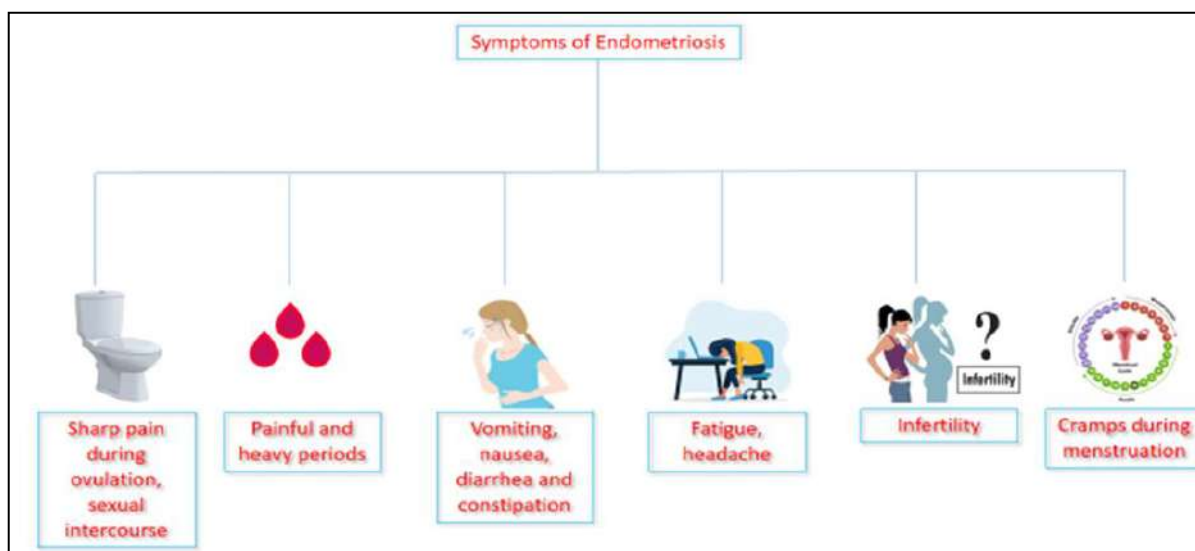 Symptoms of Endometriosis
Infertility
Sharp pain
during
ovulation,
sexual
intercourse
Painful and
heavy periods
Vomiting,
nausea,
diarrhea and
constipation
Fatigue,
headache
Infertility
Cramps during
menstruation